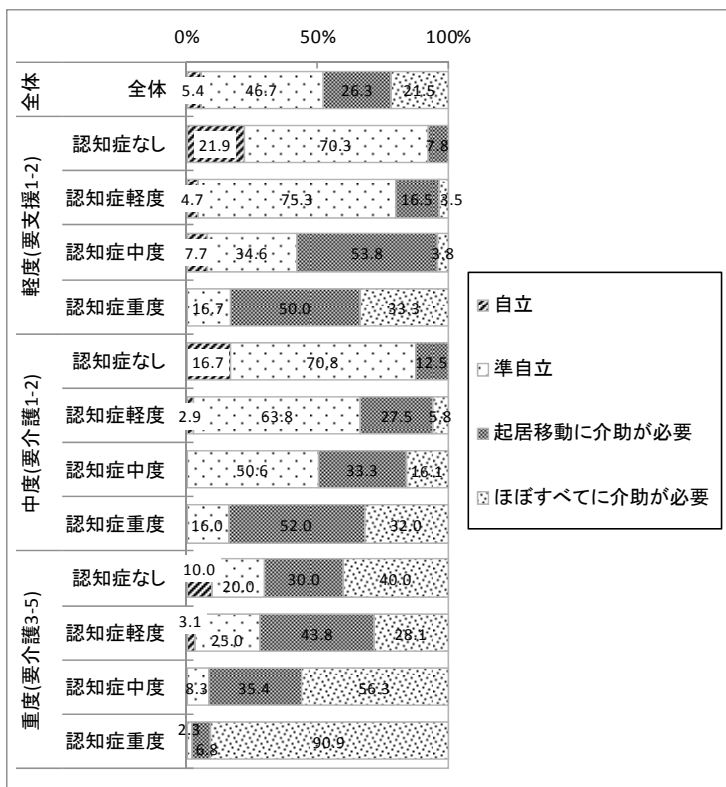 0% 50% 100%
全体
全体 5.4 46.7 26.3 21.5
軽度(要支援1-2)
認知症なし 21.9 70.3 7.8
認知症軽度 4.7 75.3 16.5 3.5
認知症中度 7.7 34.6 53.8 3.8
認知症重度 16.7 50.0 33.3
中度(要介護1-2)
認知症なし 16.7 70.8 12.5
認知症軽度 2.9 63.8 27.5 5.8
認知症中度 50.6 33.3 16.1
認知症重度 16.0 52.0 32.0
重度(要介護3-5)
認知症なし 10.0 20.0 30.0 40.0
認知症軽度 3.1 25.0 43.8 28.1
認知症中度 8.3 35.4 56.3
認知症重度 2.3 6.8 90.9
自立
準自立
起居移動に介助が必要
ほぼすべてに介助が必要